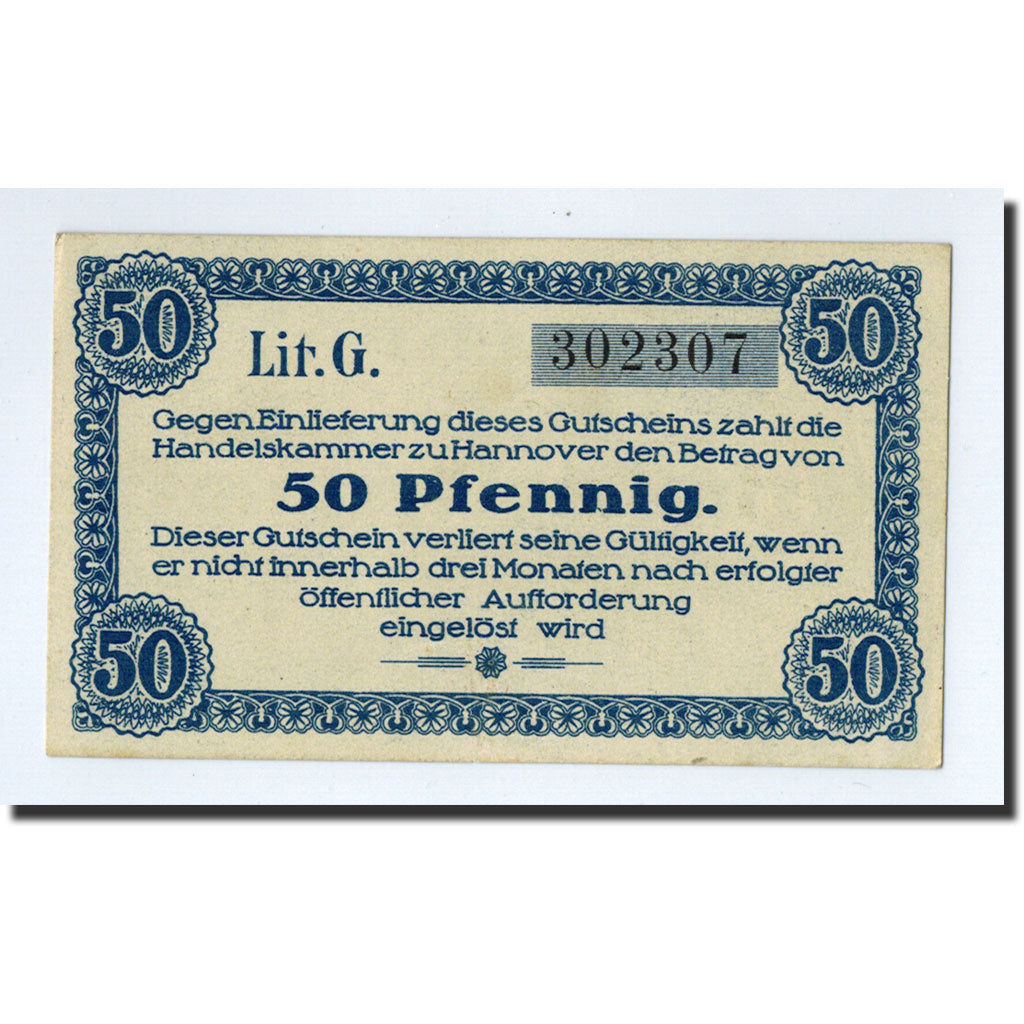 50 50
Lit. G. 302307
Gegen Einlieferung dieses Gutscheins zahlt die
Handelskammer zu Hannover den Betrag von
50 Pfennig.
Dieser Gutschein verliert seine Gültigkeit, wenn
er nicht innerhalb drei Monaten nach erfolgter
öffentlicher Aufforderung
eingelöst wird
50 50